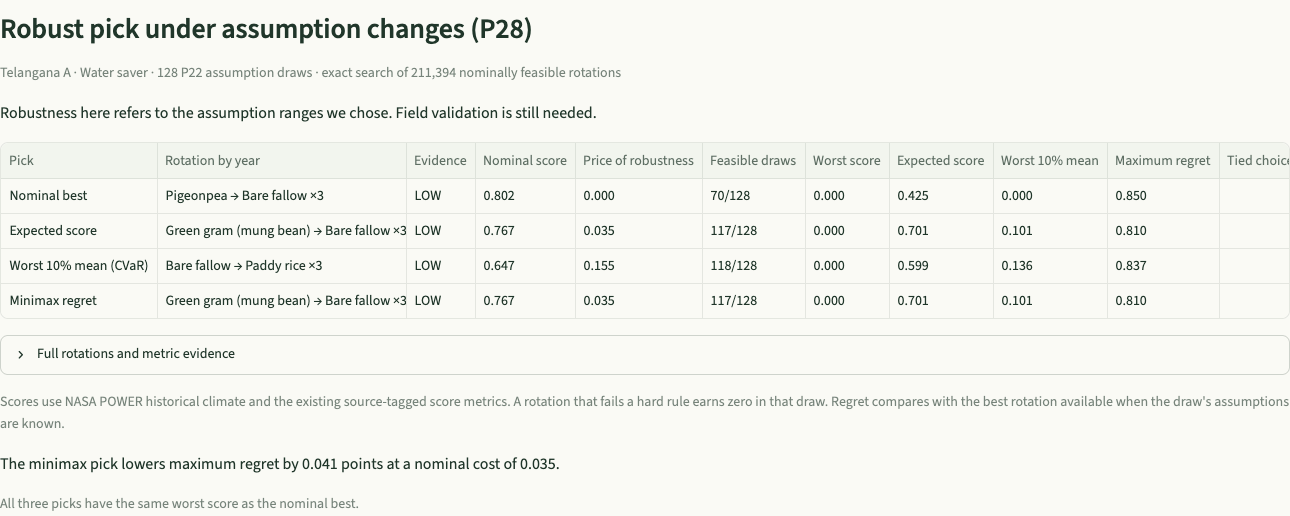 Robust pick under assumption changes (P28)
Telangana A · Water saver · 128 P22 assumption draws · exact search of 211,394 nominally feasible rotations
Robustness here refers to the assumption ranges we chose. Field validation is still needed.
Pick Rotation by year Evidence Nominal score Price of robustness Feasible draws Worst score Expected score Worst 10% mean Maximum regret Tied choice
Nominal best Pigeonpea → Bare fallow ×3 LOW 0.802 0.000 70/128 0.000 0.425 0.000 0.850
Expected score Green gram (mung bean) → Bare fallow ×3 LOW 0.767 0.035 117/128 0.000 0.701 0.101 0.810
Worst 10% mean (CVaR) Bare fallow → Paddy rice ×3 LOW 0.647 0.155 118/128 0.000 0.599 0.136 0.837
Minimax regret Green gram (mung bean) → Bare fallow ×3 LOW 0.767 0.035 117/128 0.000 0.701 0.101 0.810
Full rotations and metric evidence
Scores use NASA POWER historical climate and the existing source-tagged score metrics. A rotation that fails a hard rule earns zero in that draw. Regret compares with the best rotation available when the draw's assumptions
are known.
The minimax pick lowers maximum regret by 0.041 points at a nominal cost of 0.035.
All three picks have the same worst score as the nominal best.